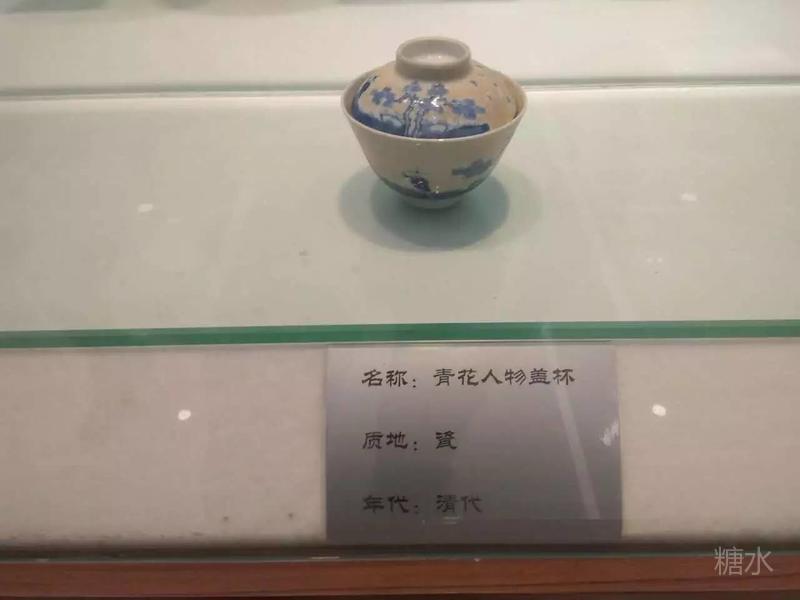 名称：青花人物盖杯
质地：瓷
年代：清代
糖水